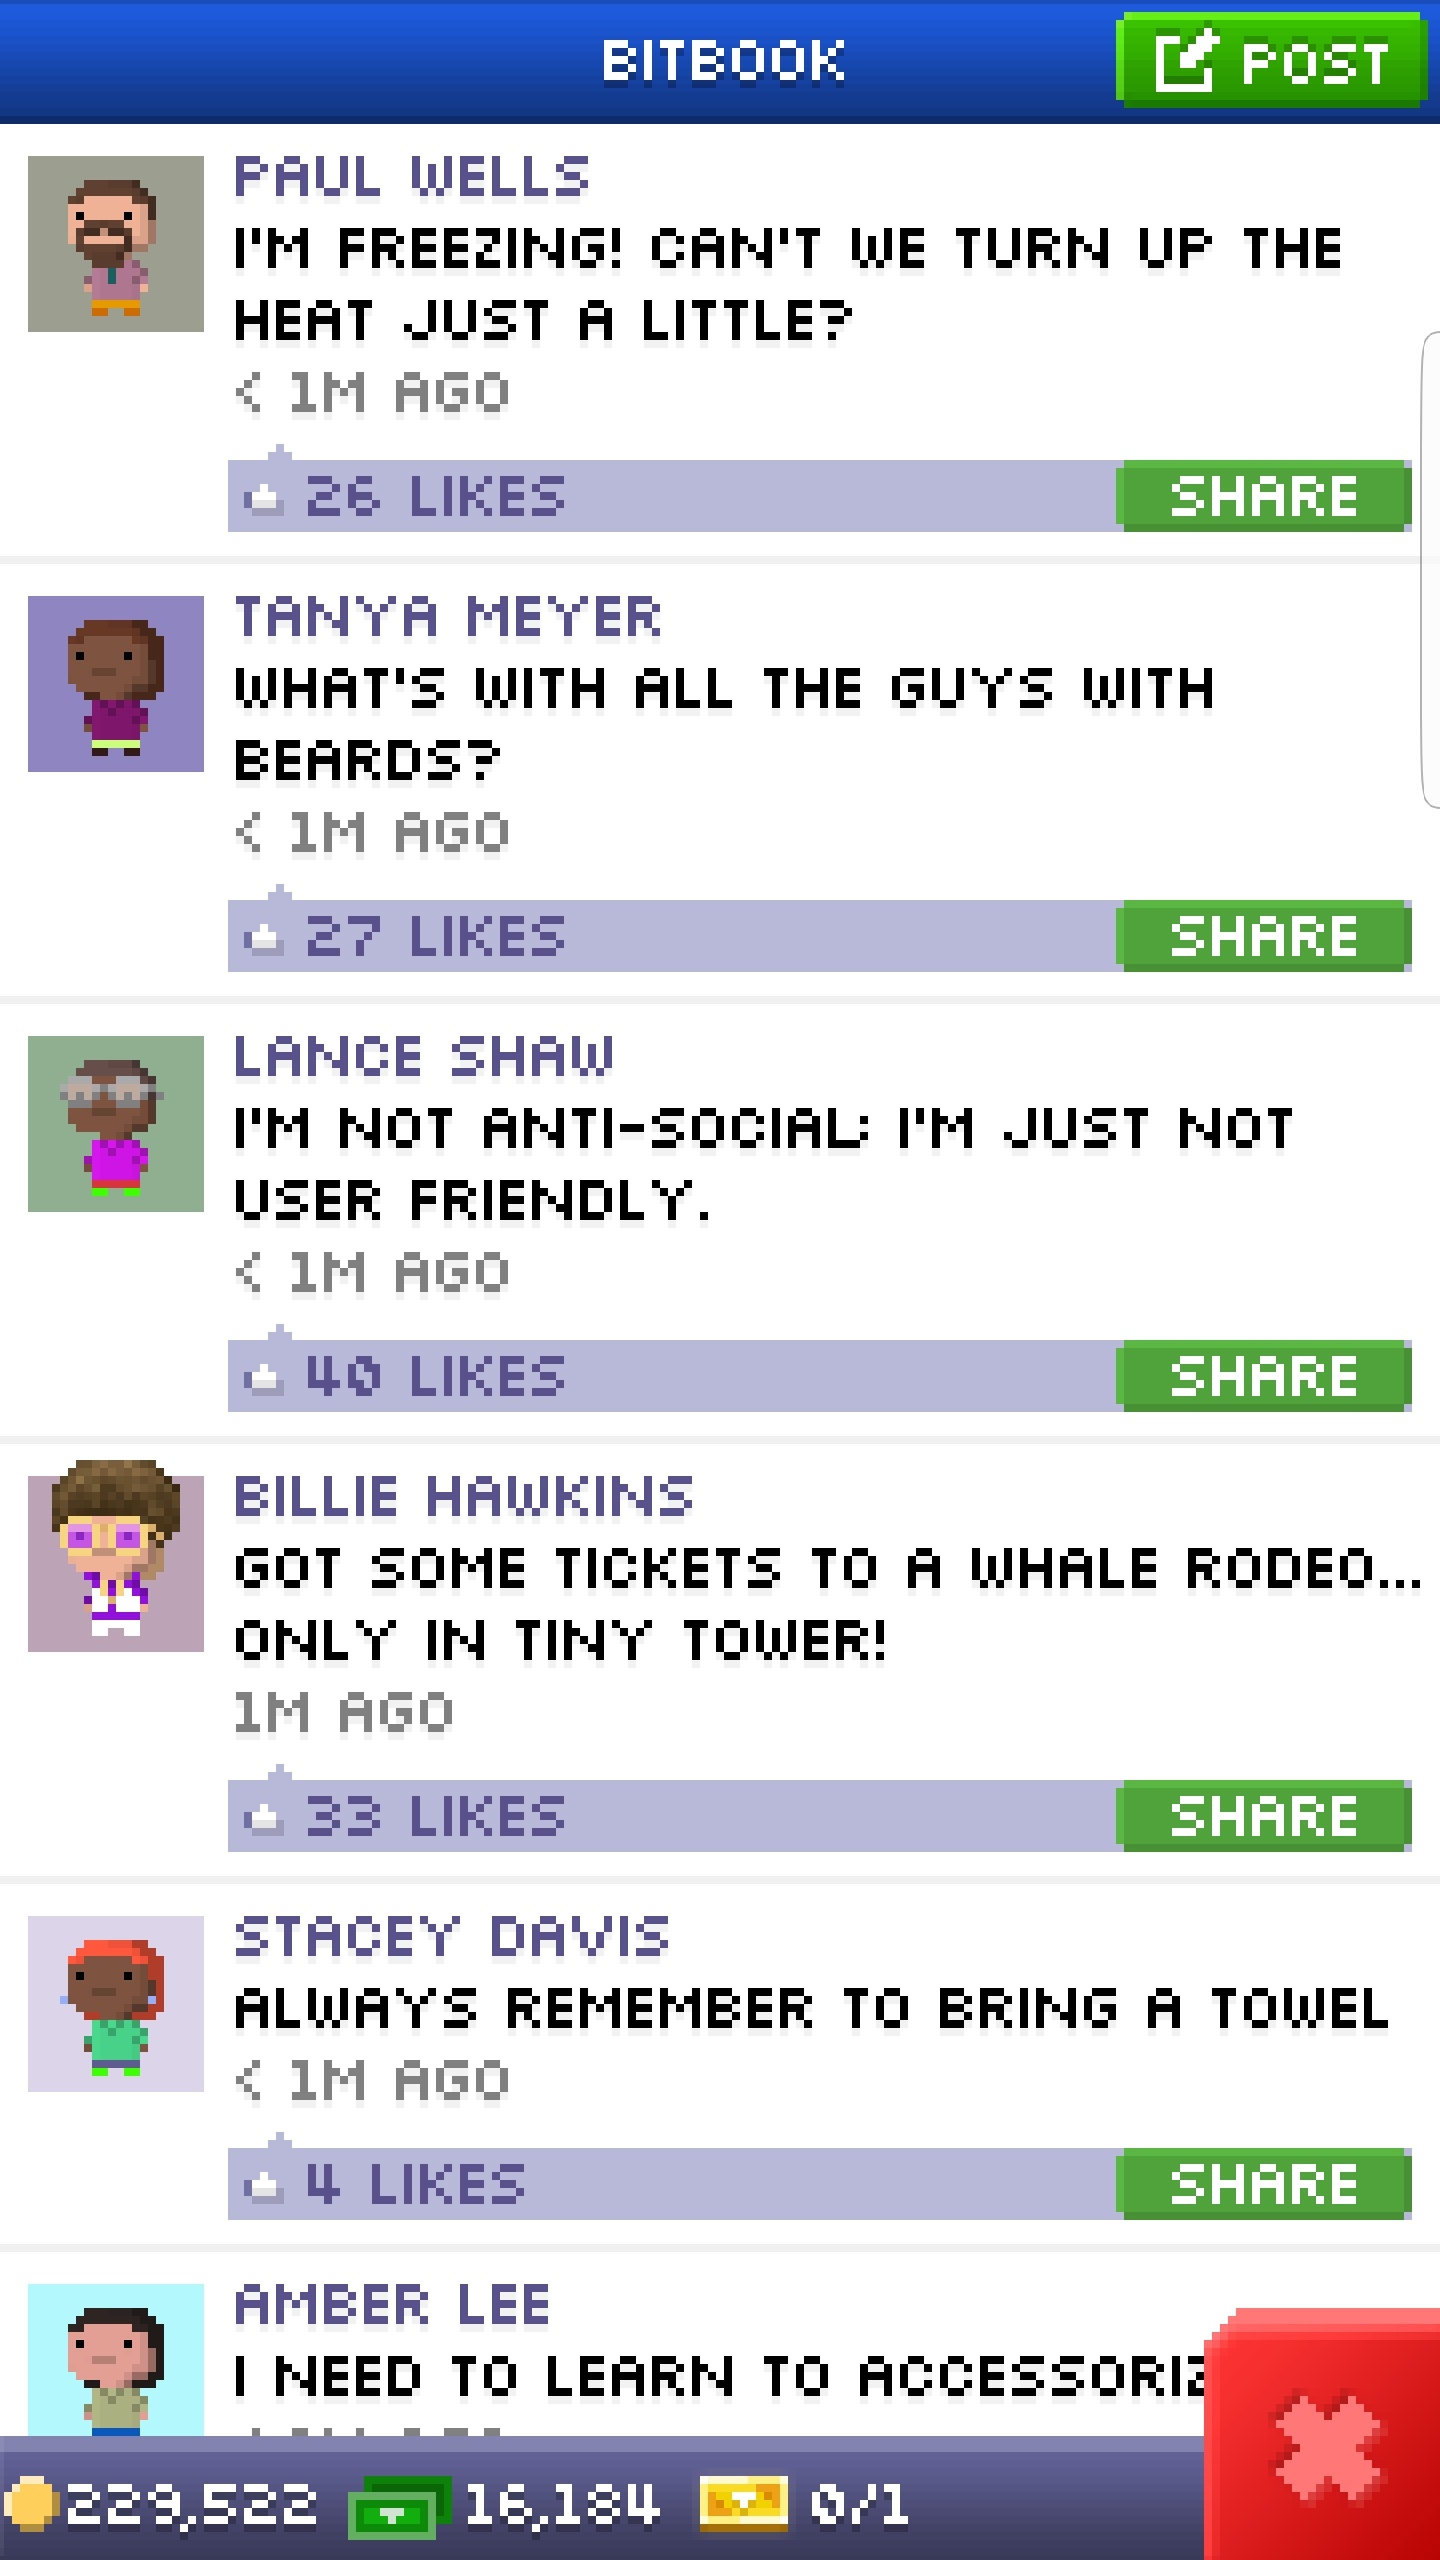 BITBOOK
POST
PAUL WELLS
I'M FREEZING! CAN'T WE TURN UP THE
HEAT JUST A LITTLE?
< 1M AGO
26 LIKES
SHARE
TANYA MEYER
WHAT'S WITH ALL THE GUYS WITH
BEARDS?
< 1M AGO
27 LIKES
SHARE
LANCE SHAW
I'M NOT ANTI-SOCIAL; I'M JUST NOT
USER FRIENDLY.
< 1M AGO
40 LIKES
SHARE
BILLIE HAWKINS
GOT SOME TICKETS TO A WHALE RODEO...
ONLY IN TINY TOWER!
1M AGO
33 LIKES
SHARE
STACEY DAVIS
ALWAYS REMEMBER TO BRING A TOWEL
< 1M AGO
4 LIKES
SHARE
AMBER LEE
I NEED TO LEARN TO
229,522
16,184
0/1